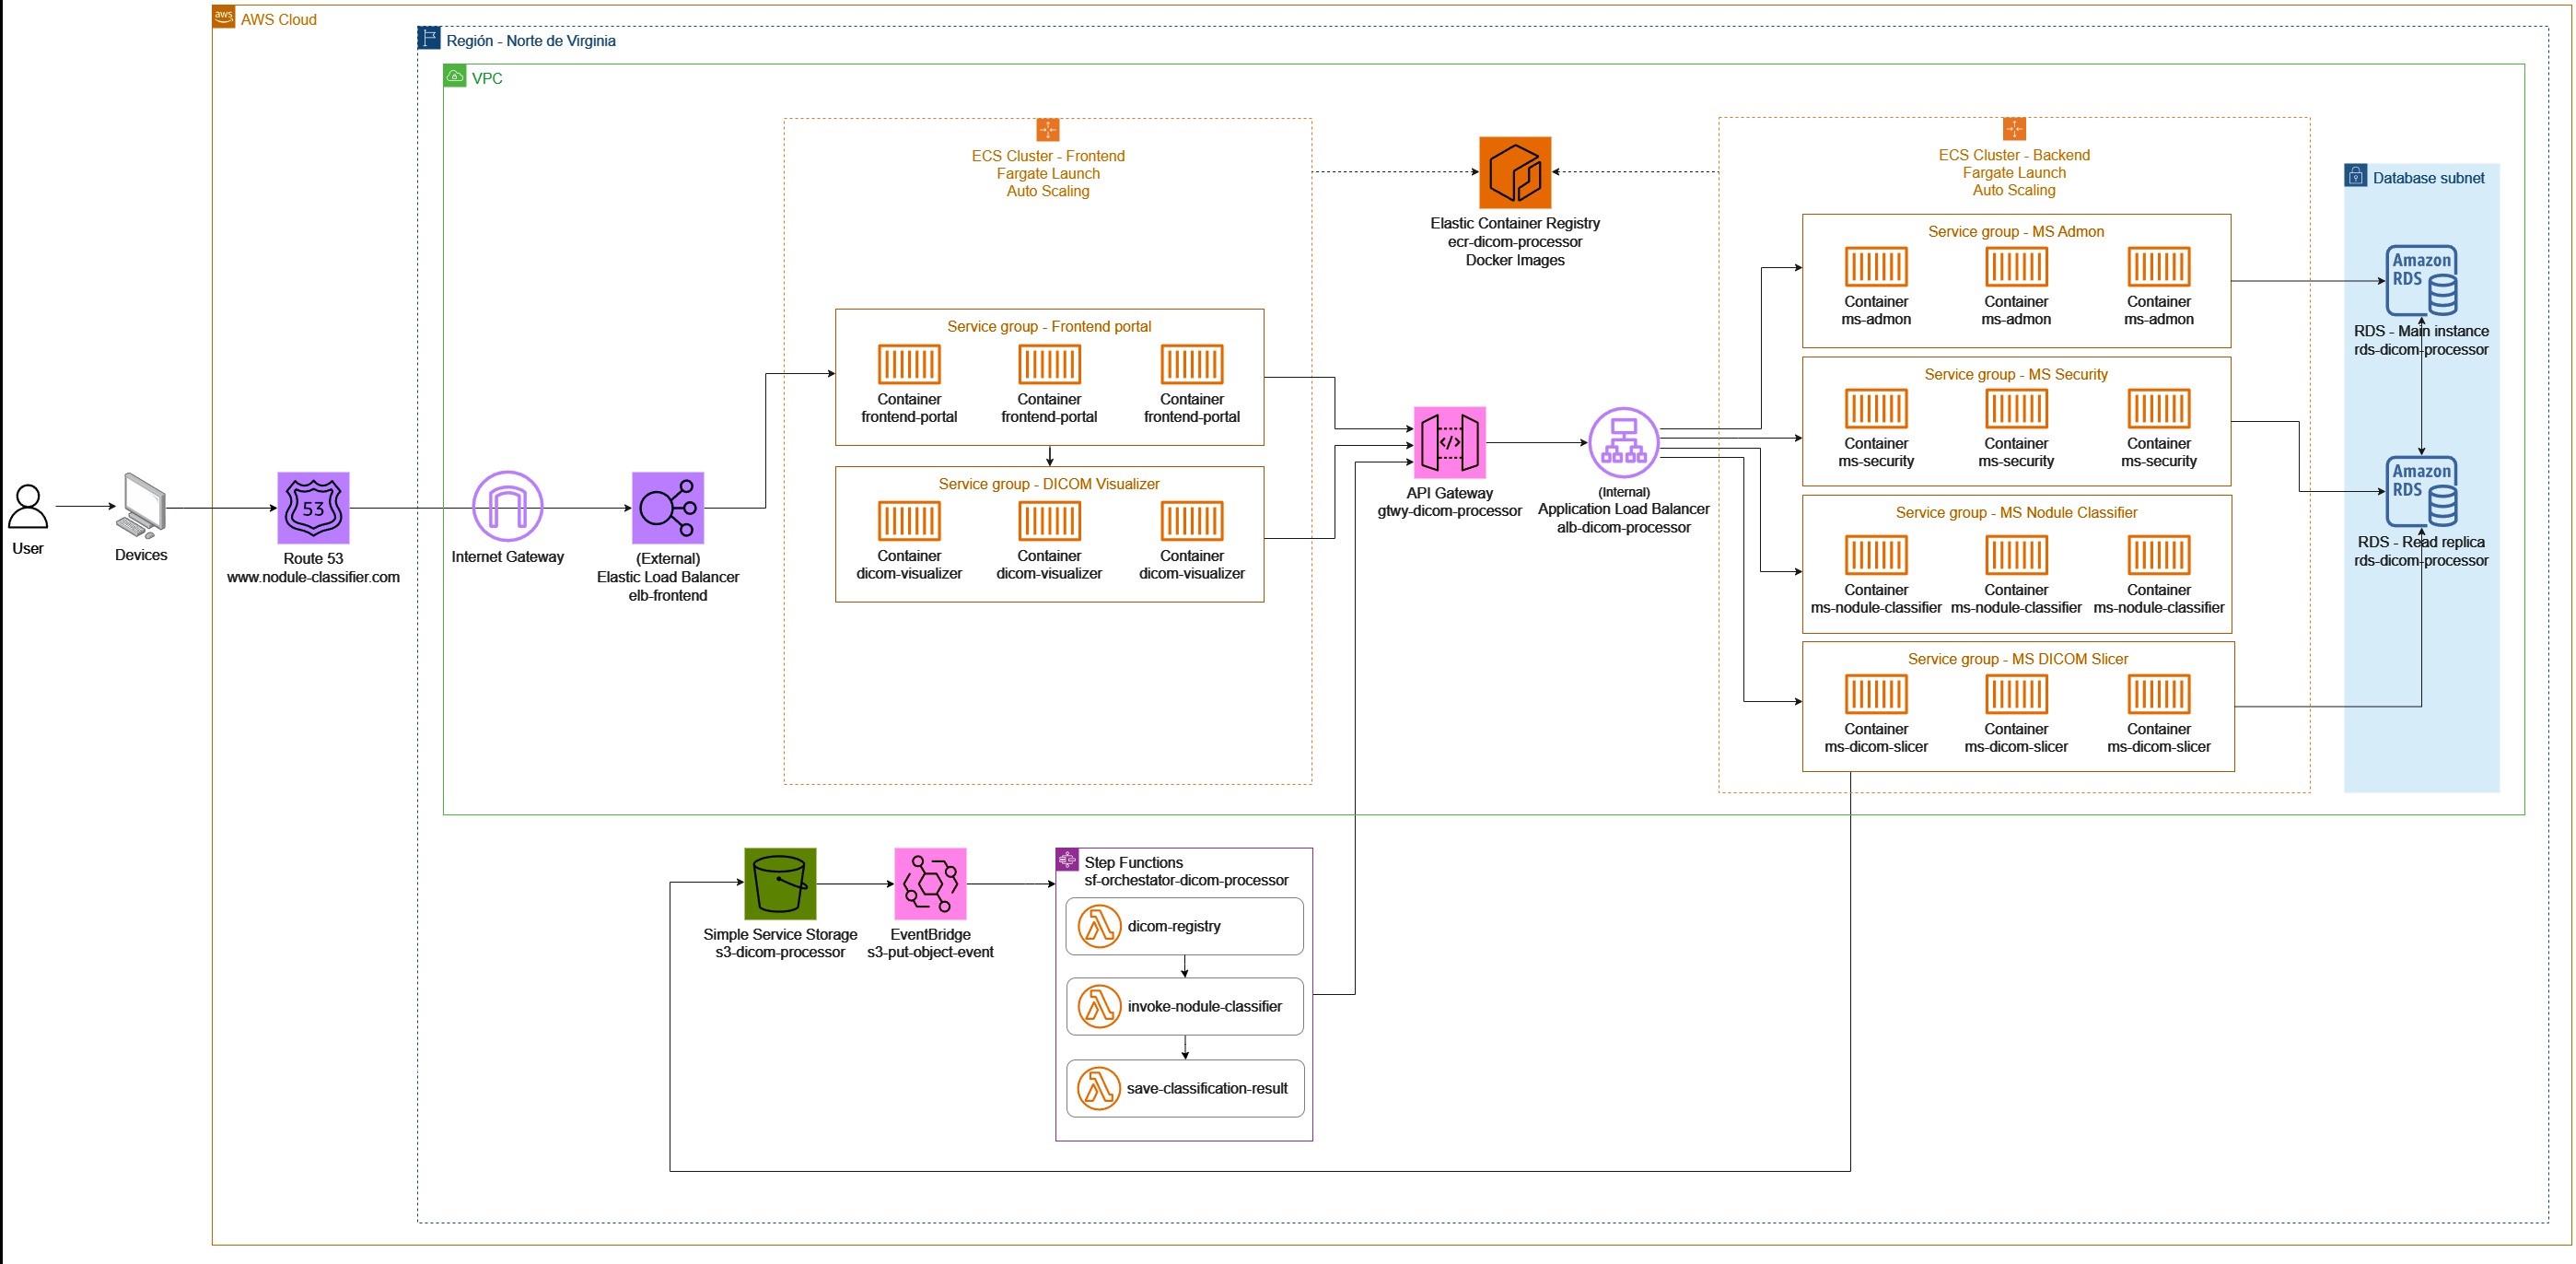 aws
AWS Cloud
Región - Norte de Virginia
VPC
ECS Cluster - Frontend
Fargate Launch
Auto Scaling
Elastic Container Registry
ecr-dicom-processor
Docker Images
ECS Cluster - Backend
Fargate Launch
Auto Scaling
Database subnet
Service group - MS Admon
Container
ms-admon
Container
ms-admon
Container
ms-admon
Amazon
RDS
RDS - Main instance
rds-dicom-processor
Service group - Frontend portal
Container
frontend-portal
Container
frontend-portal
Container
frontend-portal
Service group - MS Security
Container
ms-security
Container
ms-security
Container
ms-security
Service group - DICOM Visualizer
Container
dicom-visualizer
Container
dicom-visualizer
Container
dicom-visualizer
User
Devices
53
Route 53
www.nodule-classifier.com
Internet Gateway
(External)
Elastic Load Balancer
elb-frontend
</>
API Gateway
gtwy-dicom-processor
(Internal)
Application Load Balancer
alb-dicom-processor
Service group - MS Nodule Classifier
Container
ms-nodule-classifier
Container
ms-nodule-classifier
Container
ms-nodule-classifier
Amazon
RDS
RDS - Read replica
rds-dicom-processor
Service group - MS DICOM Slicer
Container
ms-dicom-slicer
Container
ms-dicom-slicer
Container
ms-dicom-slicer
Simple Service Storage
s3-dicom-processor
EventBridge
s3-put-object-event
Step Functions
sf-orchestator-dicom-processor
dicom-registry
invoke-nodule-classifier
save-classification-result